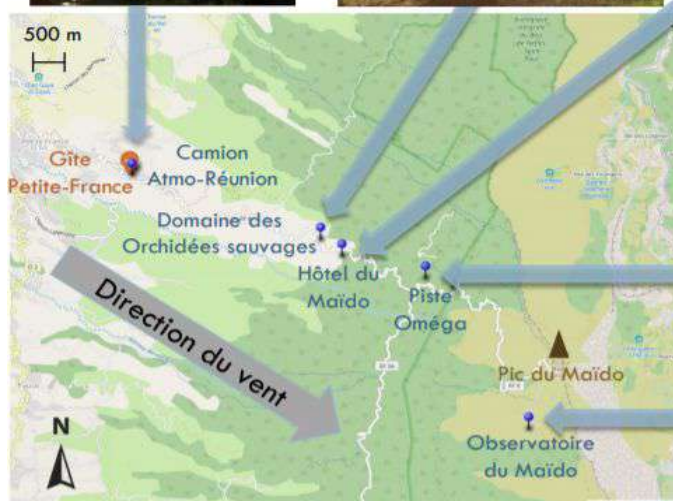 500 m
Gîte
Petite-France
Camion
Atmo-Réunion
Domaine des
Orchidées sauvages
Hôtel du
Maïdo
Piste
Oméga
Direction du vent
Pic du Maïdo
Observatoire
du Maïdo
N